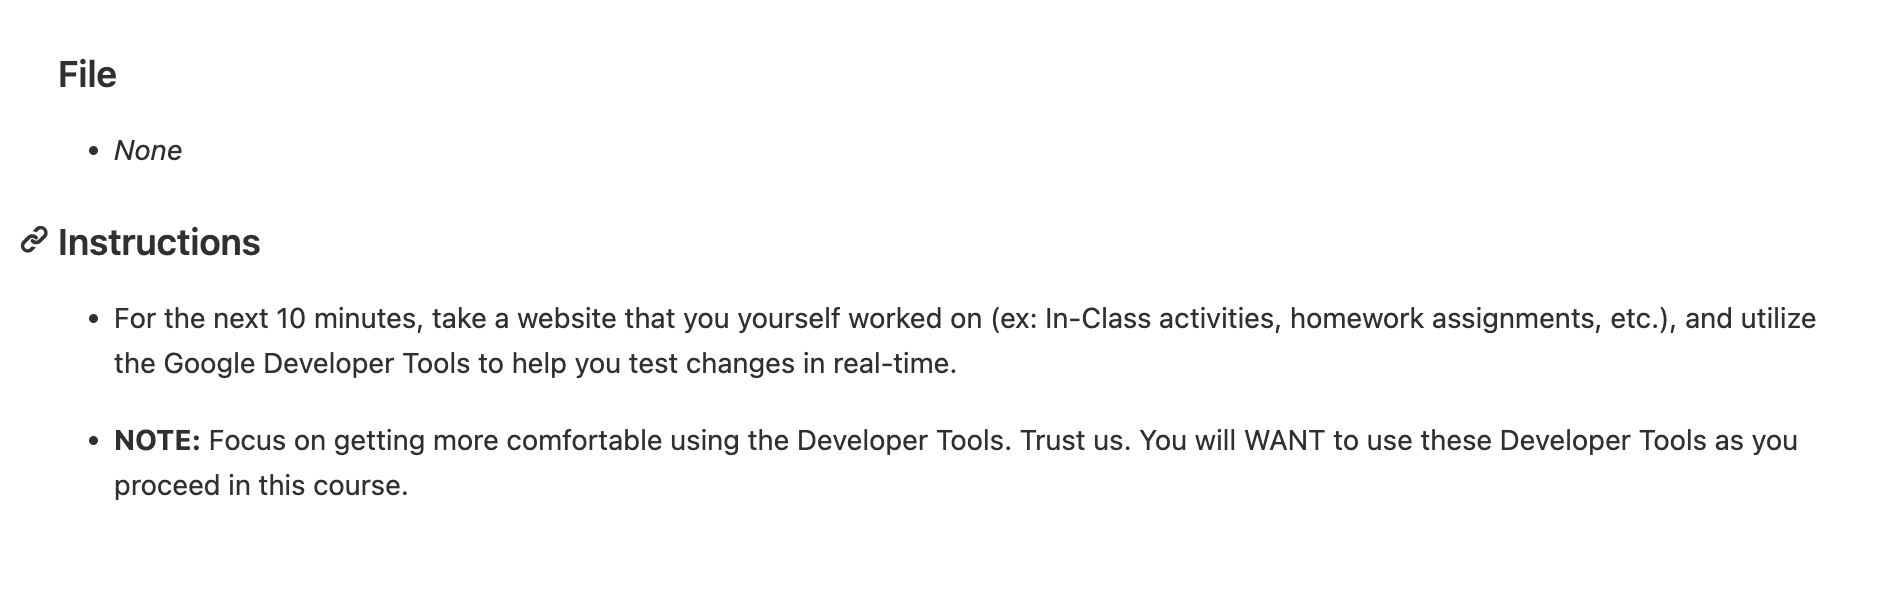 File
• None
Instructions
• For the next 10 minutes, take a website that you yourself worked on (ex: In-Class activities, homework assignments, etc.), and utilize
the Google Developer Tools to help you test changes in real-time.
• NOTE: Focus on getting more comfortable using the Developer Tools. Trust us. You will WANT to use these Developer Tools as you
proceed in this course.